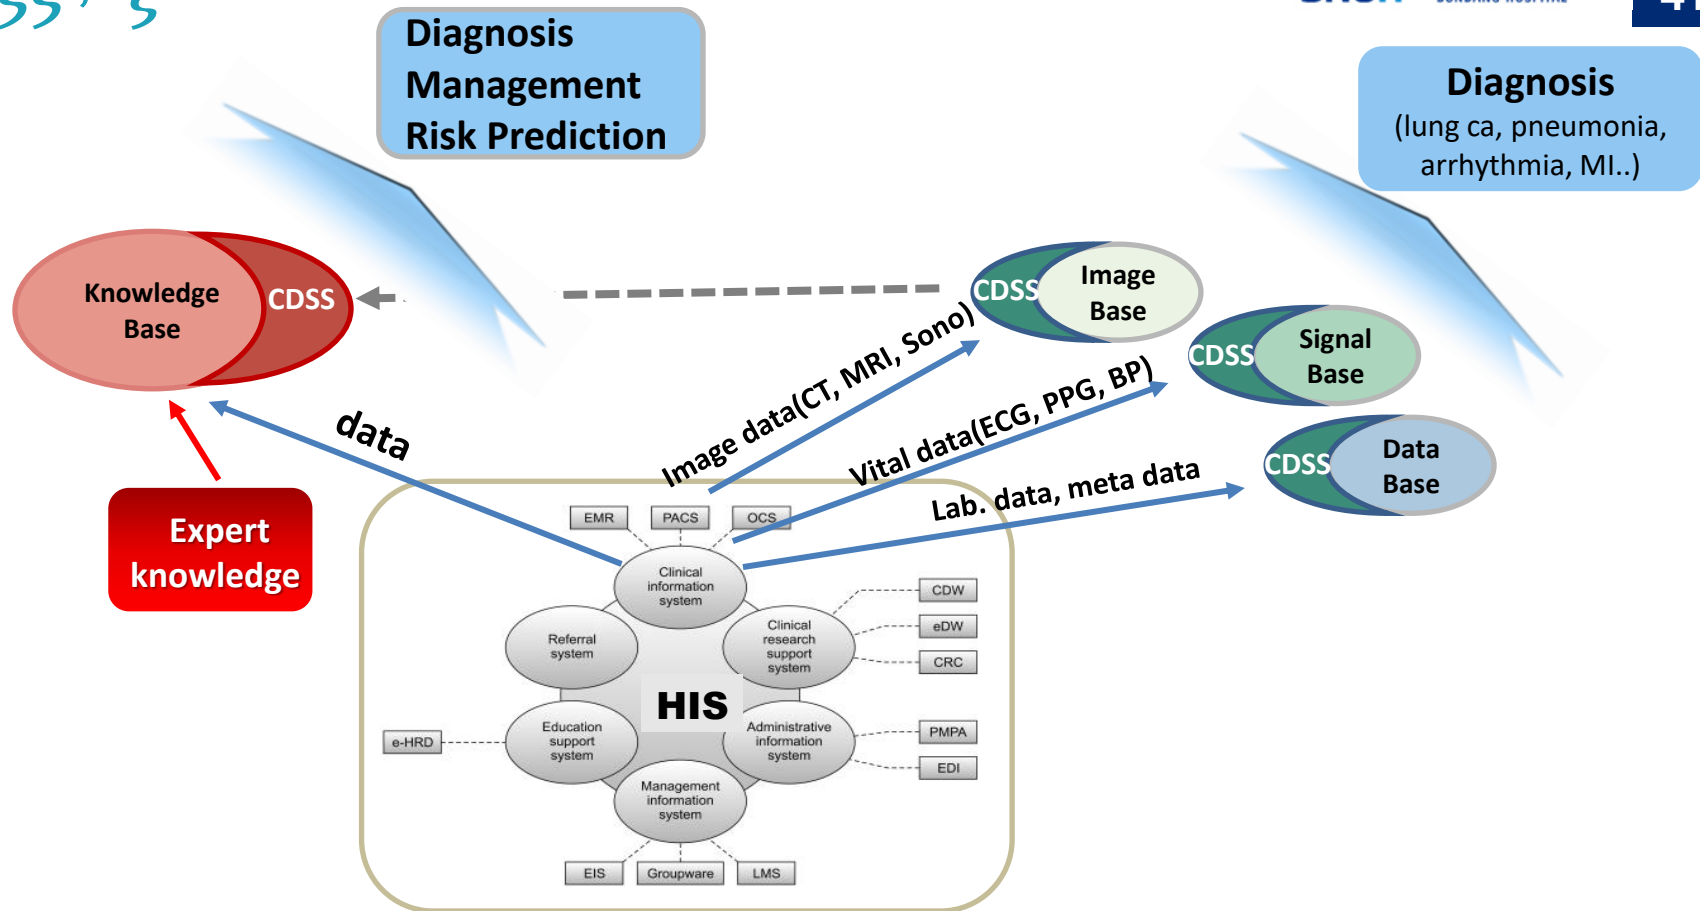 Diagnosis
Management
Risk Prediction
Diagnosis
(lung ca, pneumonia,
arrhythmia, MI..)
Knowledge
Base
CDSS
CDSS
Image
Base
CDSS
Signal
Base
CDSS
Data
Base
data
Image data(CT, MRI, Sono)
Vital data(ECG, PPG, BP)
Lab. data, meta data
Expert
knowledge
EMR
PACS
OCS
Clinical
information
system
Referral
system
Clinical
research
support
system
CDW
eDW
CRC
HIS
e-HRD
Education
support
system
Administrative
information
system
PMPA
EDI
Management
information
system
EIS
Groupware
LMS